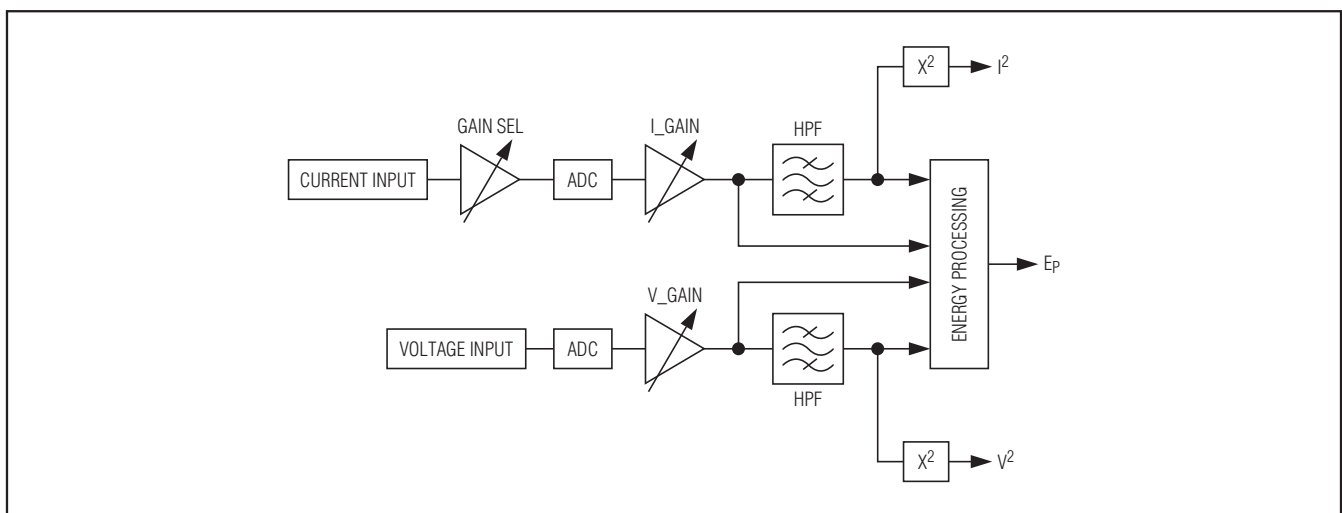 X²
I²
GAIN SEL
I_GAIN
HPF
CURRENT INPUT
ADC
ENERGY PROCESSING
EP
V_GAIN
VOLTAGE INPUT
ADC
HPF
X²
V²